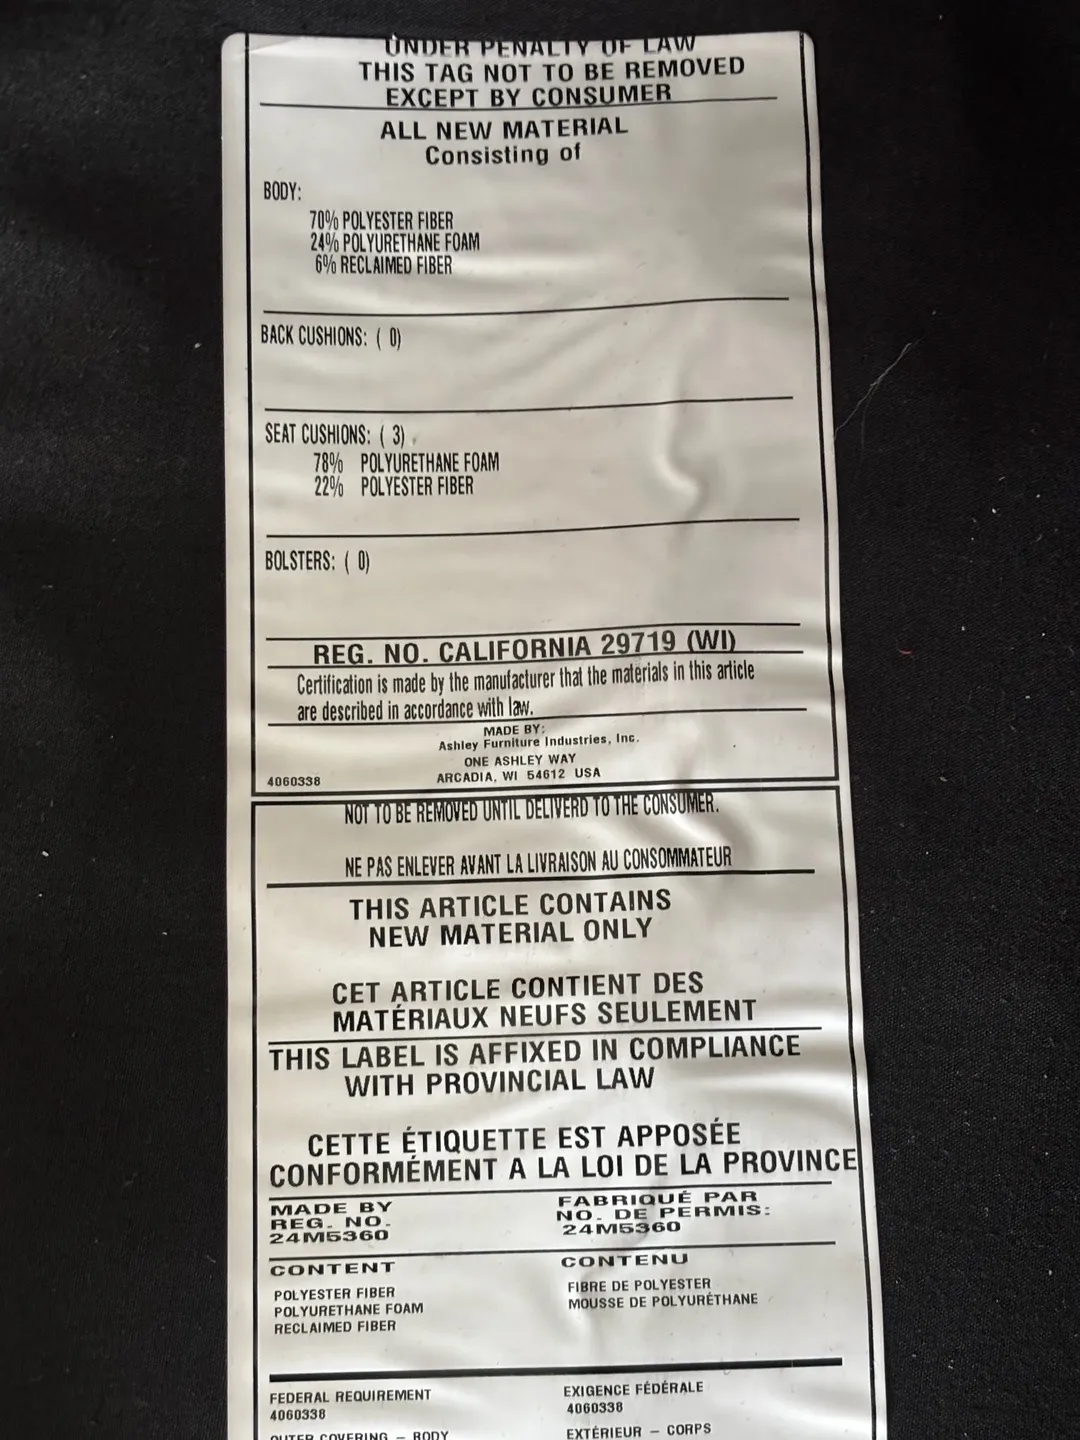 UNDER PENALTY OF LAW
THIS TAG NOT TO BE REMOVED
EXCEPT BY CONSUMER
ALL NEW MATERIAL
Consisting of
BODY:
70% POLYESTER FIBER
24% POLYURETHANE FOAM
6% RECLAIMED FIBER
BACK CUSHIONS: ( 0)
SEAT CUSHIONS: ( 3)
78% POLYURETHANE FOAM
22% POLYESTER FIBER
BOLSTERS: ( 0)
REG. NO. CALIFORNIA 29719 (WI)
Certification is made by the manufacturer that the materials in this article
are described in accordance with law.
MADE BY:
Ashley Furniture Industries, Inc.
ONE ASHLEY WAY
4060338 ARCADIA, WI 54612 USA
NOT TO BE REMOVED UNTIL DELIVERD TO THE CONSUMER.
NE PAS ENLEVER AVANT LA LIVRAISON AU CONSOMMATEUR
THIS ARTICLE CONTAINS
NEW MATERIAL ONLY
CET ARTICLE CONTIENT DES
MATÉRIAUX NEUFS SEULEMENT
THIS LABEL IS AFFIXED IN COMPLIANCE
WITH PROVINCIAL LAW
CETTE ÉTIQUETTE EST APPOSÉE
CONFORMÉMENT A LA LOI DE LA PROVINCE
MADE BY
REG. NO.
24M5360
FABRIQUÉ PAR
NO. DE PERMIS:
24M5360
CONTENT
POLYESTER FIBER
POLYURETHANE FOAM
RECLAIMED FIBER
CONTENU
FIBRE DE POLYESTER
MOUSSE DE POLYURÉTHANE
FEDERAL REQUIREMENT
4060338
OUTER COVERING – BODY
EXIGENCE FÉDÉRALE
4060338
EXTÉRIEUR – CORPS